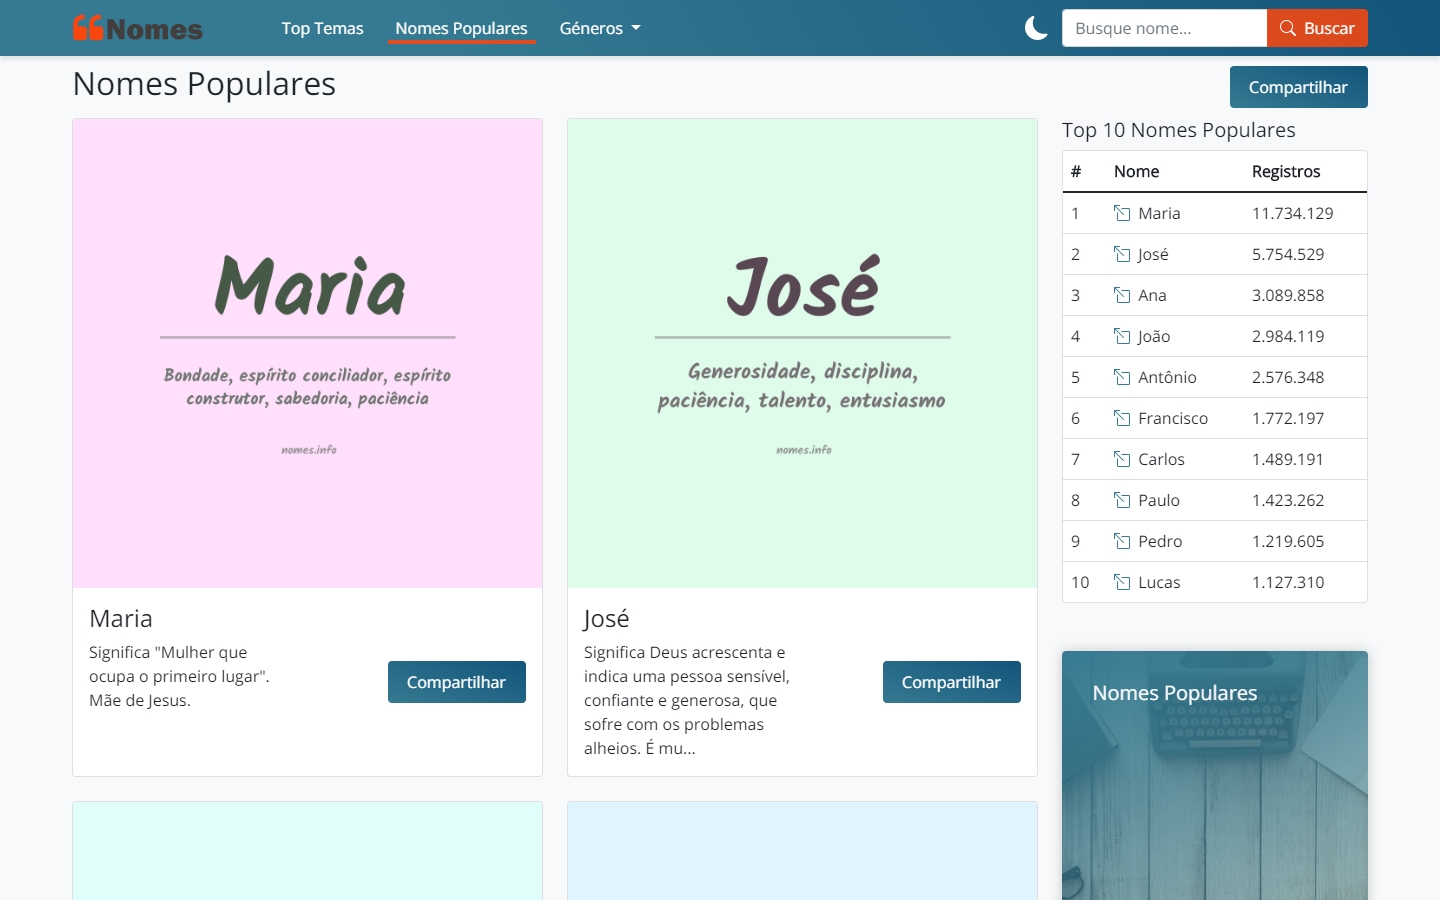 Nomes
Top Temas
Nomes Populares
Géneros
Busque nome...
Buscar
Nomes Populares
Compartilhar
Maria
Bondade, espírito conciliador, espírito
construtor, sabedoria, paciência
nomes.info
Maria
Significa "Mulher que
ocupa o primeiro lugar".
Mãe de Jesus.
Compartilhar
José
Generosidade, disciplina,
paciência, talento, entusiasmo
nomes.info
José
Significa Deus acrescenta e
indica uma pessoa sensível,
confiante e generosa, que
sofre com os problemas
alheios. É mu...
Compartilhar
Top 10 Nomes Populares
# Nome Registros
1 Maria 11.734.129
2 José 5.754.529
3 Ana 3.089.858
4 João 2.984.119
5 Antônio 2.576.348
6 Francisco 1.772.197
7 Carlos 1.489.191
8 Paulo 1.423.262
9 Pedro 1.219.605
10 Lucas 1.127.310
Nomes Populares